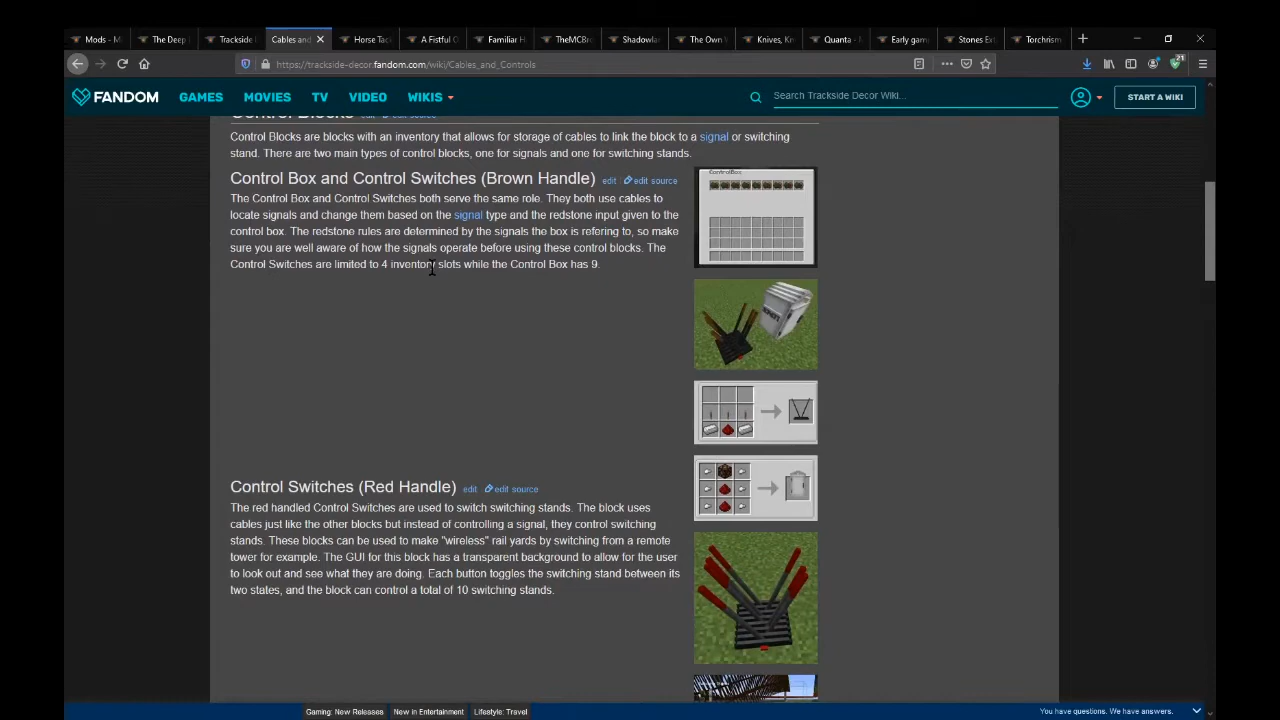 Mods - M
The Deep
Trackside
Cables and
Horse Tac
A Fistful O
Familiar H
TheMCBro
Shadowlan
The Own V
Knives, Kn
Quanta -
Early game
Stones Ext
Torchrism
https://trackside-decor.fandom.com/wiki/Cables_and_Controls
21
FANDOM
GAMES
MOVIES
TV
VIDEO
WIKIS
Search Trackside Decor Wiki...
START A WIKI
Control Blocks edit edit source
Control Blocks are blocks with an inventory that allows for storage of cables to link the block to a signal or switching
stand. There are two main types of control blocks, one for signals and one for switching stands.
Control Box and Control Switches (Brown Handle) edit edit source
The Control Box and Control Switches both serve the same role. They both use cables to
locate signals and change them based on the signal type and the redstone input given to the
control box. The redstone rules are determined by the signals the box is refering to, so make
sure you are well aware of how the signals operate before using these control blocks. The
Control Switches are limited to 4 inventory slots while the Control Box has 9.
ControlBox
Control Switches (Red Handle) edit edit source
The red handled Control Switches are used to switch switching stands. The block uses
cables just like the other blocks but instead of controlling a signal, they control switching
stands. These blocks can be used to make "wireless" rail yards by switching from a remote
tower for example. The GUI for this block has a transparent background to allow for the user
to look out and see what they are doing. Each button toggles the switching stand between its
two states, and the block can control a total of 10 switching stands.
Gaming: New Releases
New in Entertainment
Lifestyle: Travel
You have questions. We have answers.